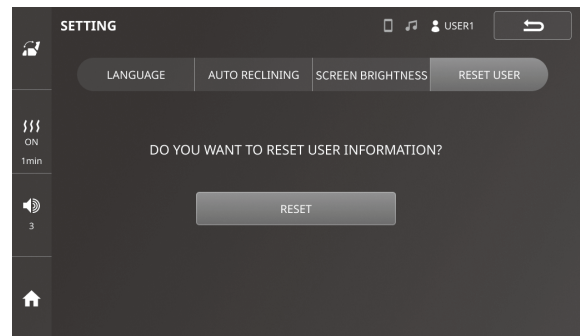 SETTING
USER1
LANGUAGE
AUTO RECLINING
SCREEN BRIGHTNESS
RESET USER
ON
1min
DO YOU WANT TO RESET USER INFORMATION?
RESET
3